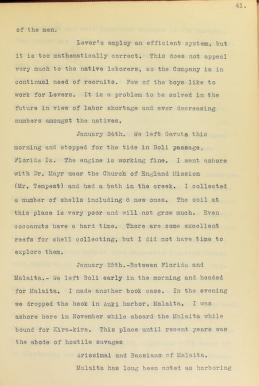 41.
of the men.
Lever's employ an efficient system, but
it is too mathematically correct. This does not appeal
very much to the native laborers, so the Company is in
continual need of recruits. Few of the boys like to
work for Levers. It is a problem to be solved in the
future in view of labor shortage and ever decreasing
numbers amongst the natives.
January 24th. We left Gavutu this
morning and stopped for the tide in Boli passage,
Florida Is. The engine is working fine. I went ashore
with Dr. Mayr near the Church of England Mission
(Mr. Tempest) and had a bath in the creek. I collected
a number of shells including 6 new ones. The soil at
this place is very poor and will not grow much. Even
cocoanuts have a hard time. There are some excellent
reefs for shell collecting, but I did not have time to
explore them.
January 25th.-Between Florida and
Malaita.- We left Boli early in the morning and headed
for Malaita. I made another book case. In the evening
we dropped the hook in Auki harbor, Malaita. I was
ashore here in November while aboard the Malaita while
bound for Kira-kira. This place until recent years was
the abode of hostile savages
Malaita.
Malaita has long been noted as harboring